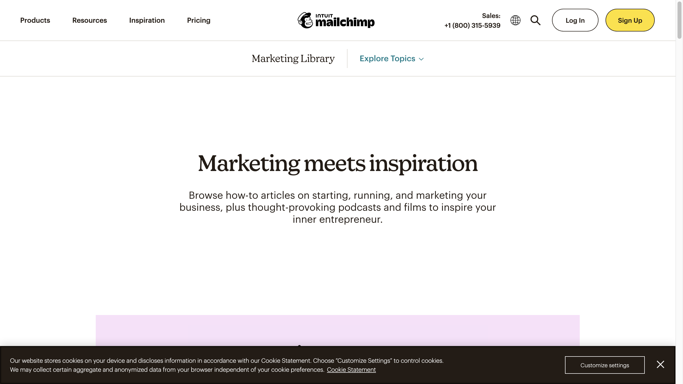 Products
Resources
Inspiration
Pricing
INTUIT
mailchimp
Sales:
+1 (800) 315-5939
Log In
Sign Up
Marketing Library
Explore Topics
Marketing meets inspiration
Browse how-to articles on starting, running, and marketing your
business, plus thought-provoking podcasts and films to inspire your
inner entrepreneur.
Our website stores cookies on your device and discloses information in accordance with our Cookie Statement. Choose "Customize Settings" to control cookies.
We may collect certain aggregate and anonymized data from your browser independent of your cookie preferences. Cookie Statement
Customize settings